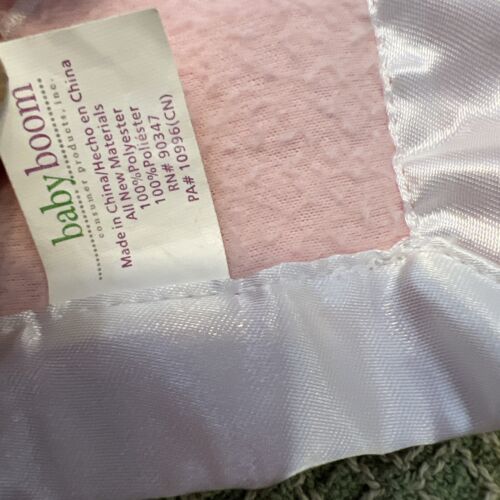 baby boom
consumer products, inc.
Made in China/Hecho en China
All New Materials
100%Polyester
100%Poliéster
RN# 90347
PA# 10996(CN)